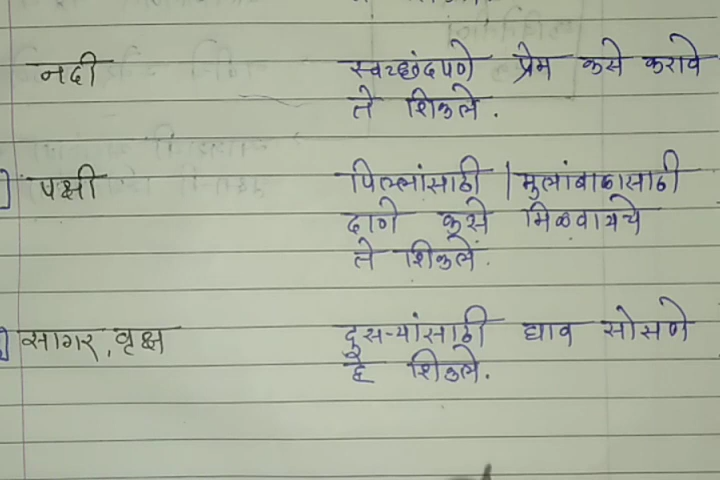 नदी स्वच्छंदपणे प्रेम कसे करावे
ते शिकले.
पक्षी पिल्लांसाठी / मुलांबाळांसाठी
दाणे कसे मिळवायचे
ते शिकले.
सागर, वृक्ष दुसऱ्यांसाठी घाव सोसणे
हे शिकले.